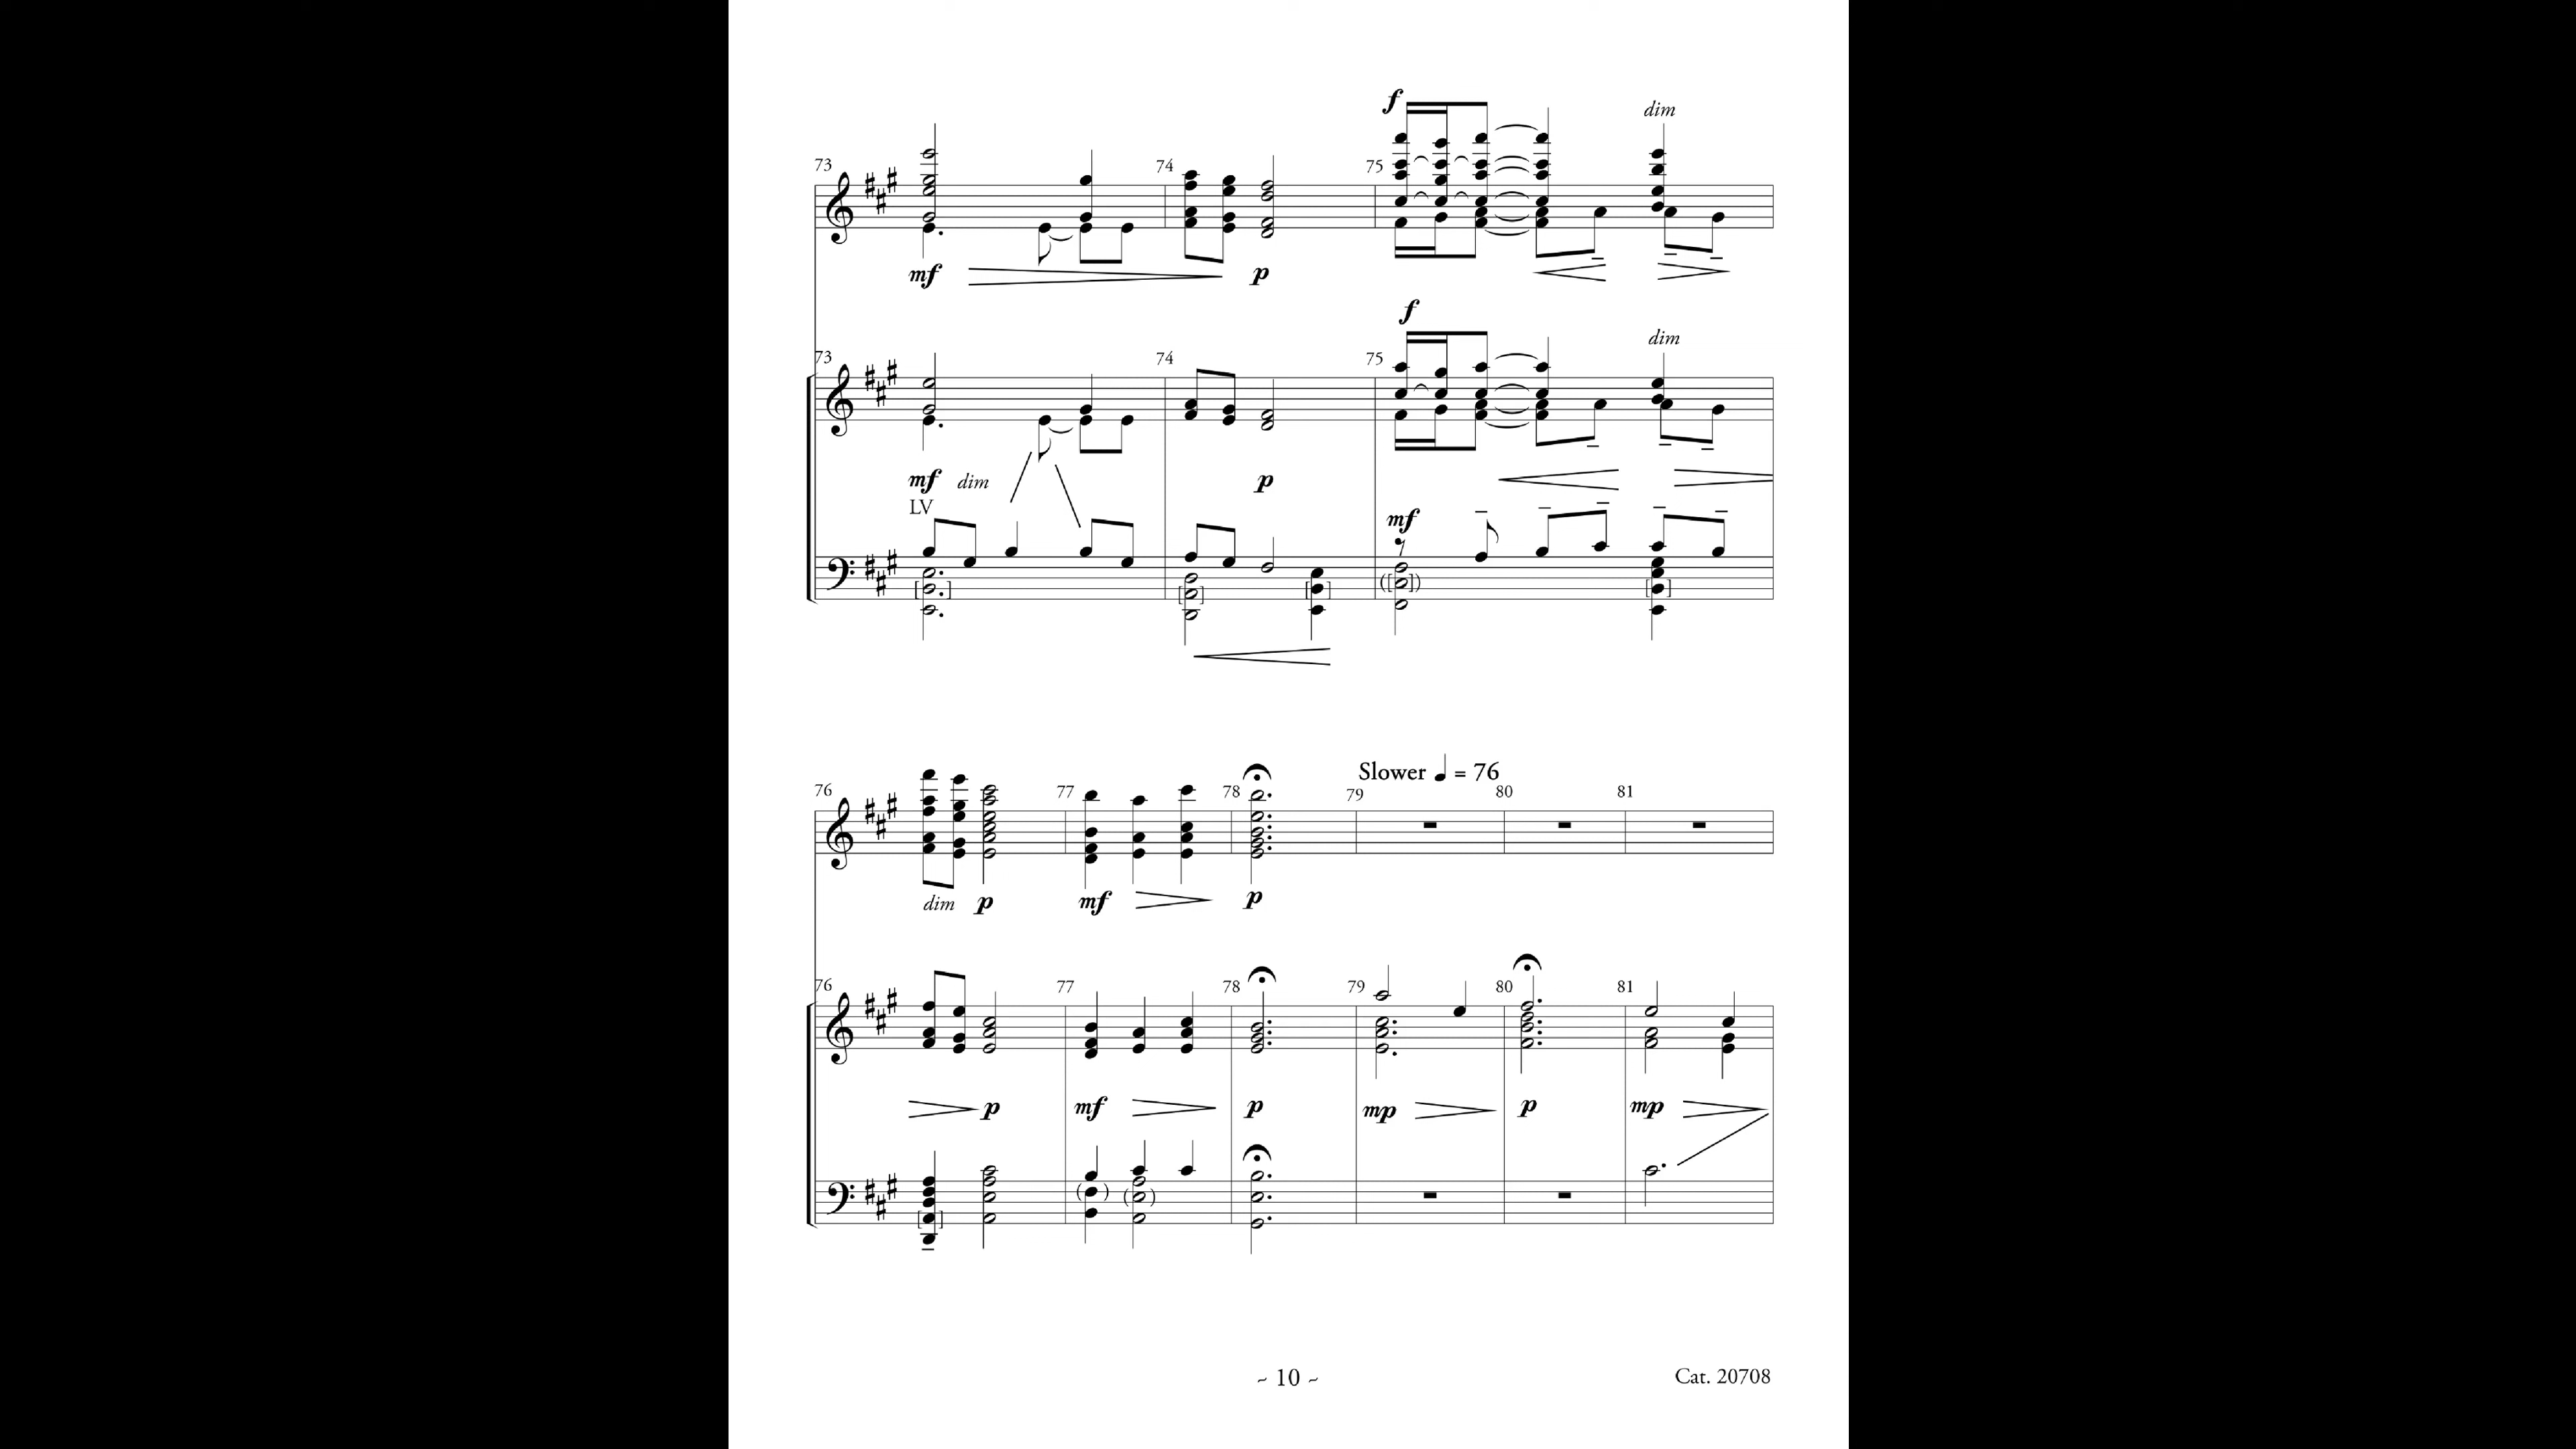 f
dim
73 74 75
mf p
f
dim
73 74 75
mf dim p
LV
mf
Slower ♩ = 76
76 77 78 79 80 81
dim p mf p
76 77 78 79 80 81
p mf p mp p mp
~ 10 ~
Cat. 20708